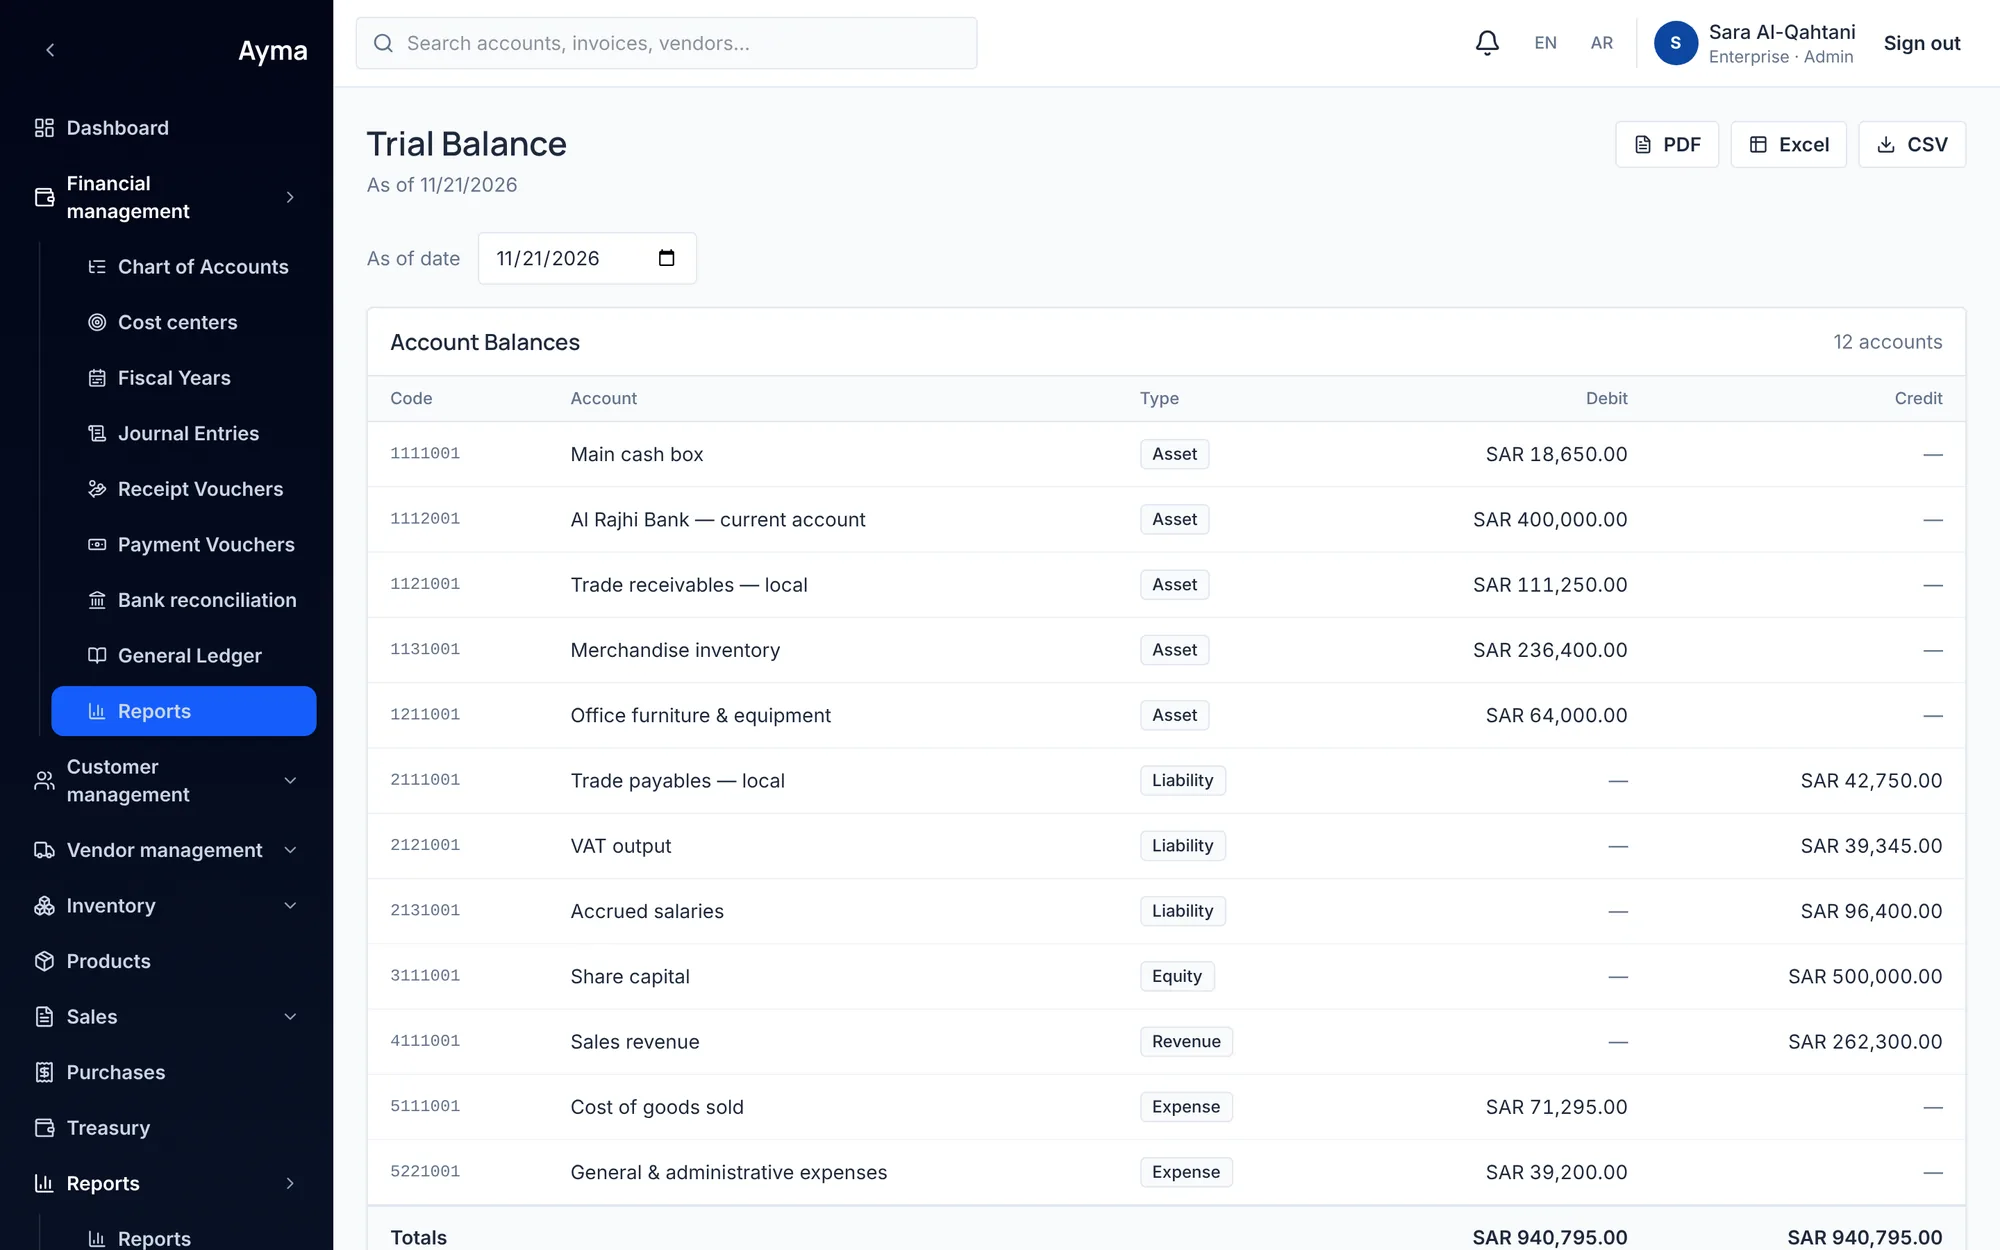 Ayma
Search accounts, invoices, vendors...
EN
AR
S
Sara Al-Qahtani
Enterprise · Admin
Sign out
Dashboard
Financial
management
Chart of Accounts
Cost centers
Fiscal Years
Journal Entries
Receipt Vouchers
Payment Vouchers
Bank reconciliation
General Ledger
Reports
Customer
management
Vendor management
Inventory
Products
Sales
Purchases
Treasury
Reports
Reports
Trial Balance
As of 11/21/2026
PDF
Excel
CSV
As of date
11/21/2026
Account Balances
12 accounts
Code Account Type Debit Credit
1111001 Main cash box Asset SAR 18,650.00 —
1112001 Al Rajhi Bank — current account Asset SAR 400,000.00 —
1121001 Trade receivables — local Asset SAR 111,250.00 —
1131001 Merchandise inventory Asset SAR 236,400.00 —
1211001 Office furniture & equipment Asset SAR 64,000.00 —
2111001 Trade payables — local Liability — SAR 42,750.00
2121001 VAT output Liability — SAR 39,345.00
2131001 Accrued salaries Liability — SAR 96,400.00
3111001 Share capital Equity — SAR 500,000.00
4111001 Sales revenue Revenue — SAR 262,300.00
5111001 Cost of goods sold Expense SAR 71,295.00 —
5221001 General & administrative expenses Expense SAR 39,200.00 —
Totals SAR 940,795.00 SAR 940,795.00